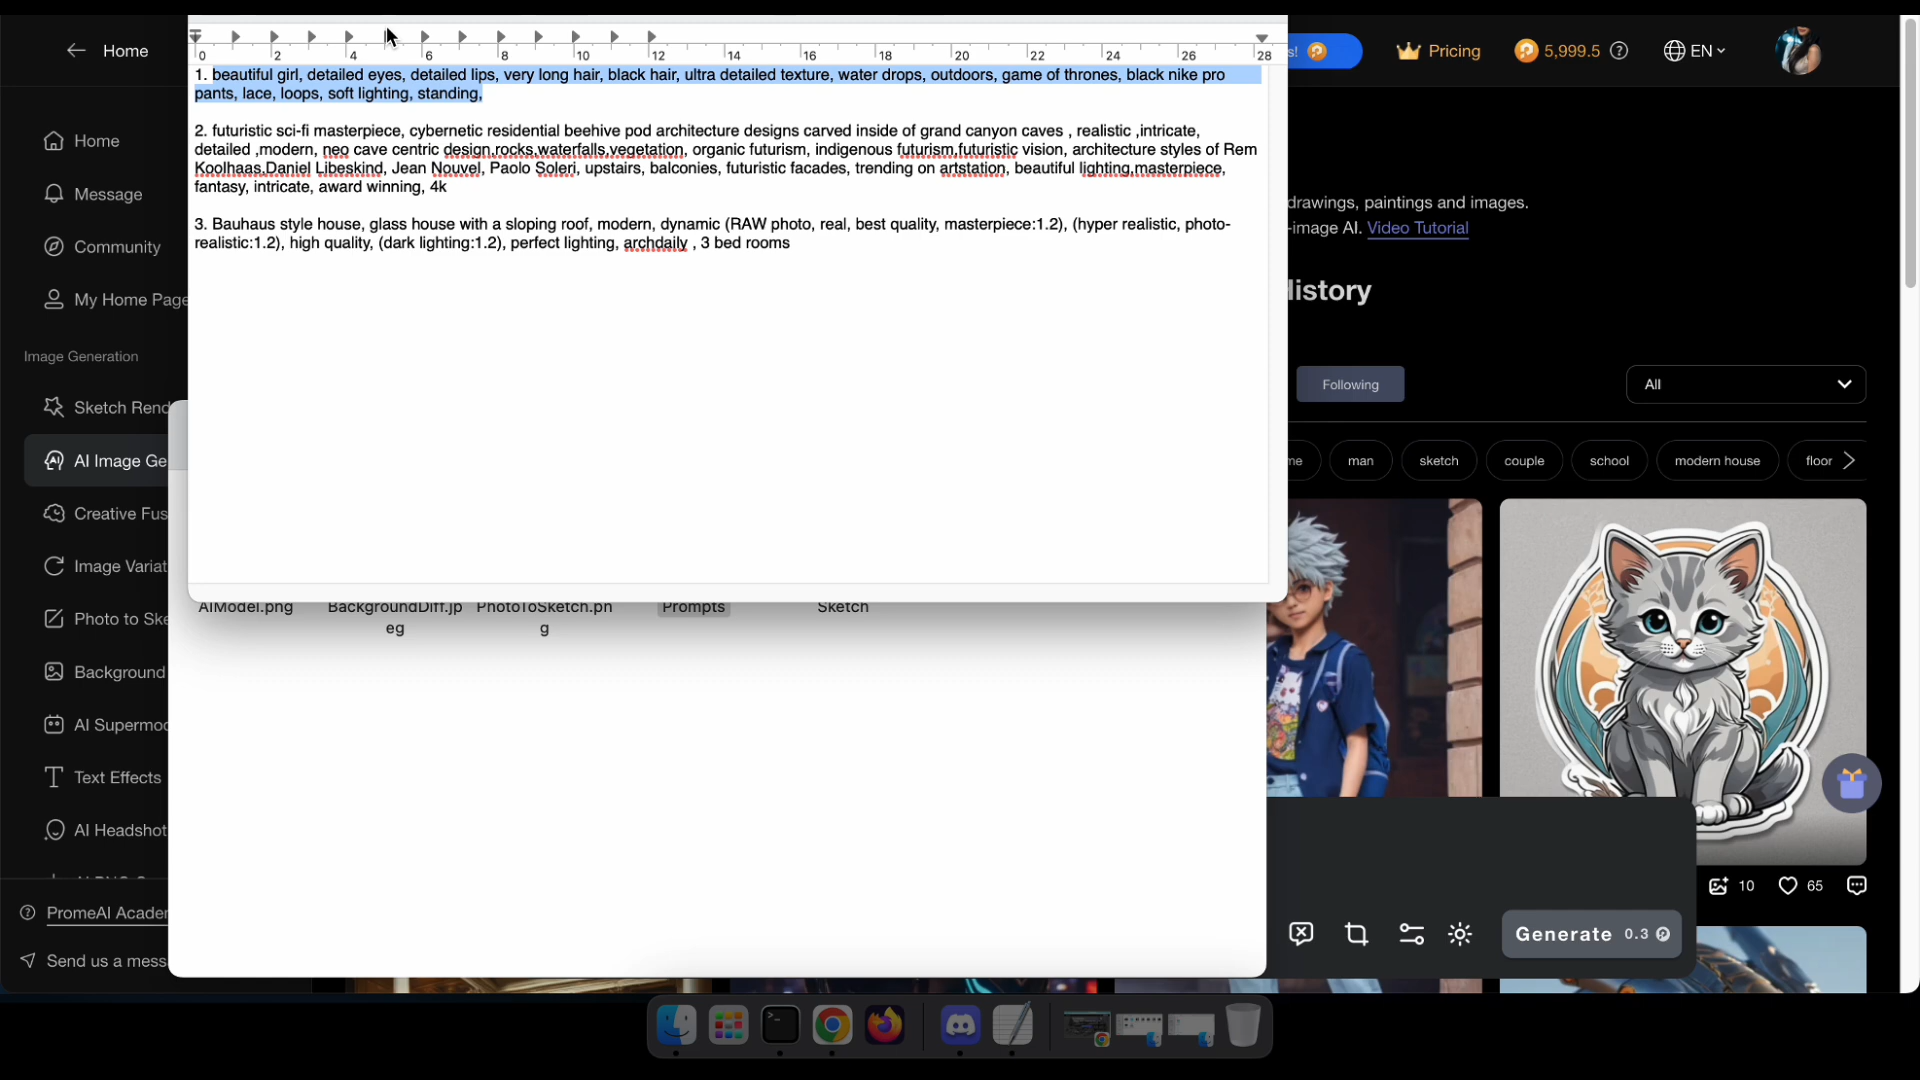 Home
0 2 4 6 8 10 12 14 16 18 20 22 24 26 28
s!
Pricing
5,999.5
EN
1. beautiful girl, detailed eyes, detailed lips, very long hair, black hair, ultra detailed texture, water drops, outdoors, game of thrones, black nike pro
pants, lace, loops, soft lighting, standing,
2. futuristic sci-fi masterpiece, cybernetic residential beehive pod architecture designs carved inside of grand canyon caves , realistic ,intricate,
detailed ,modern, neo cave centric design,rocks,waterfalls,vegetation, organic futurism, indigenous futurism,futuristic vision, architecture styles of Rem
Koolhaas,Daniel Libeskind, Jean Nouvel, Paolo Soleri, upstairs, balconies, futuristic facades, trending on artstation, beautiful lighting,masterpiece,
fantasy, intricate, award winning, 4k
3. Bauhaus style house, glass house with a sloping roof, modern, dynamic (RAW photo, real, best quality, masterpiece:1.2), (hyper realistic, photo-
realistic:1.2), high quality, (dark lighting:1.2), perfect lighting, archdaily , 3 bed rooms
Home
Message
Community
My Home Page
Image Generation
Sketch Rend
AI Image Ge
Creative Fus
Image Variat
Photo to Ske
Background
AI Supermod
Text Effects
AI Headshot
PromeAI Academ
Send us a mess
drawings, paintings and images.
-image AI. Video Tutorial
History
Following
All
me
man
sketch
couple
school
modern house
floor
AIModel.png
BackgroundDiff.jp
eg
PhotoToSketch.pn
g
Prompts
Sketch
10
65
Generate 0.3